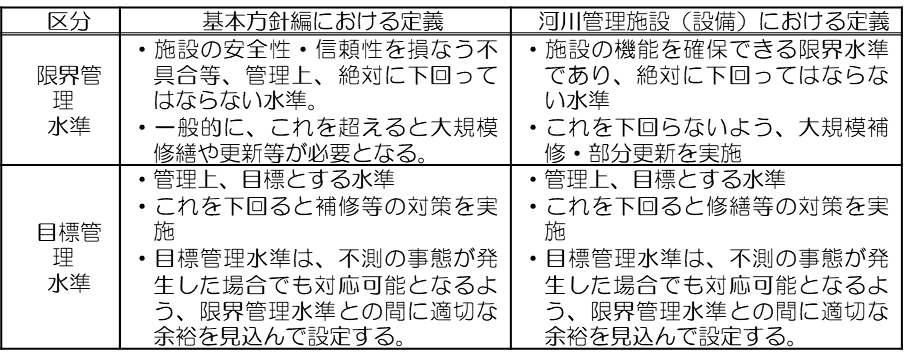 区分
基本方針編における定義
河川管理施設（設備）における定義
限界管
理
水準
・施設の安全性・信頼性を損なう不
具合等、管理上、絶対に下回って
はならない水準。
・一般的に、これを超えると大規模
修繕や更新等が必要となる。
・施設の機能を確保できる限界水準
であり、絶対に下回ってはならな
い水準
・これを下回らないよう、大規模補
修・部分更新を実施
目標管
理
水準
・管理上、目標とする水準
・これを下回ると補修等の対策を実
施
・目標管理水準は、不測の事態が発
生した場合でも対応可能となるよ
う、限界管理水準との間に適切な
余裕を見込んで設定する。
・管理上、目標とする水準
・これを下回ると修繕等の対策を実
施
・目標管理水準は、不測の事態が発
生した場合でも対応可能となるよ
う、限界管理水準との間に適切な
余裕を見込んで設定する。